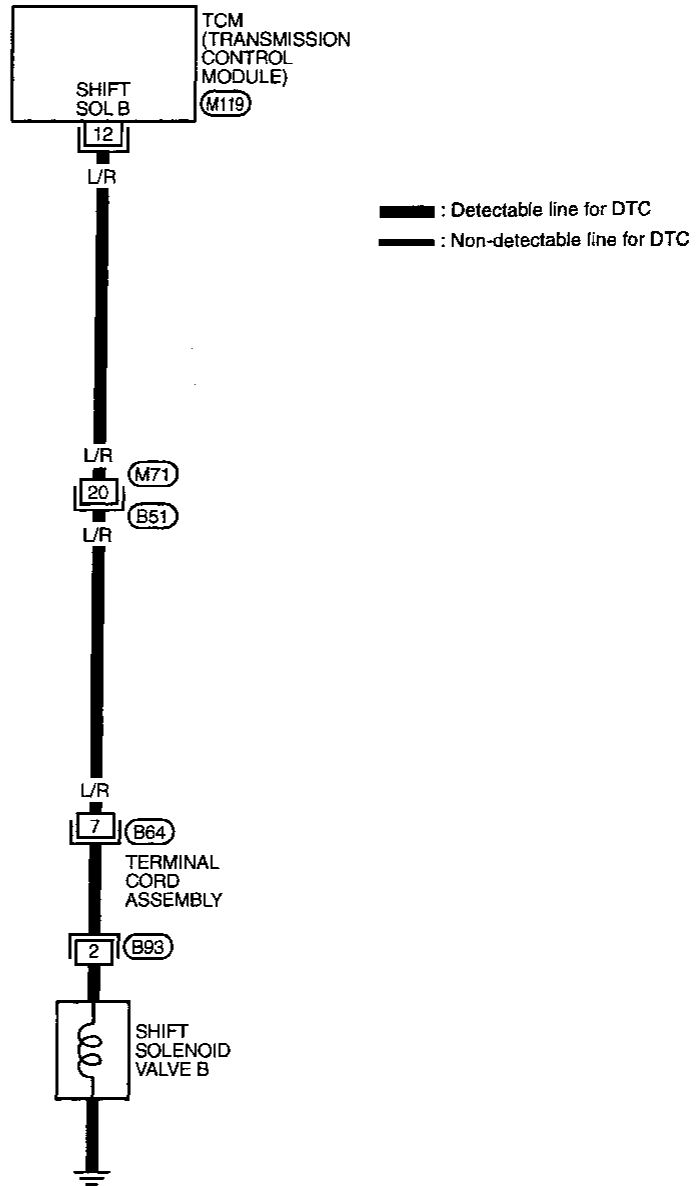 TCM
(TRANSMISSION
CONTROL
MODULE)
SHIFT
SOL B
M119
12
L/R
: Detectable line for DTC
: Non-detectable line for DTC
L/R
M71
20
B51
L/R
L/R
7
B64
TERMINAL
CORD
ASSEMBLY
2
B93
SHIFT
SOLENOID
VALVE B